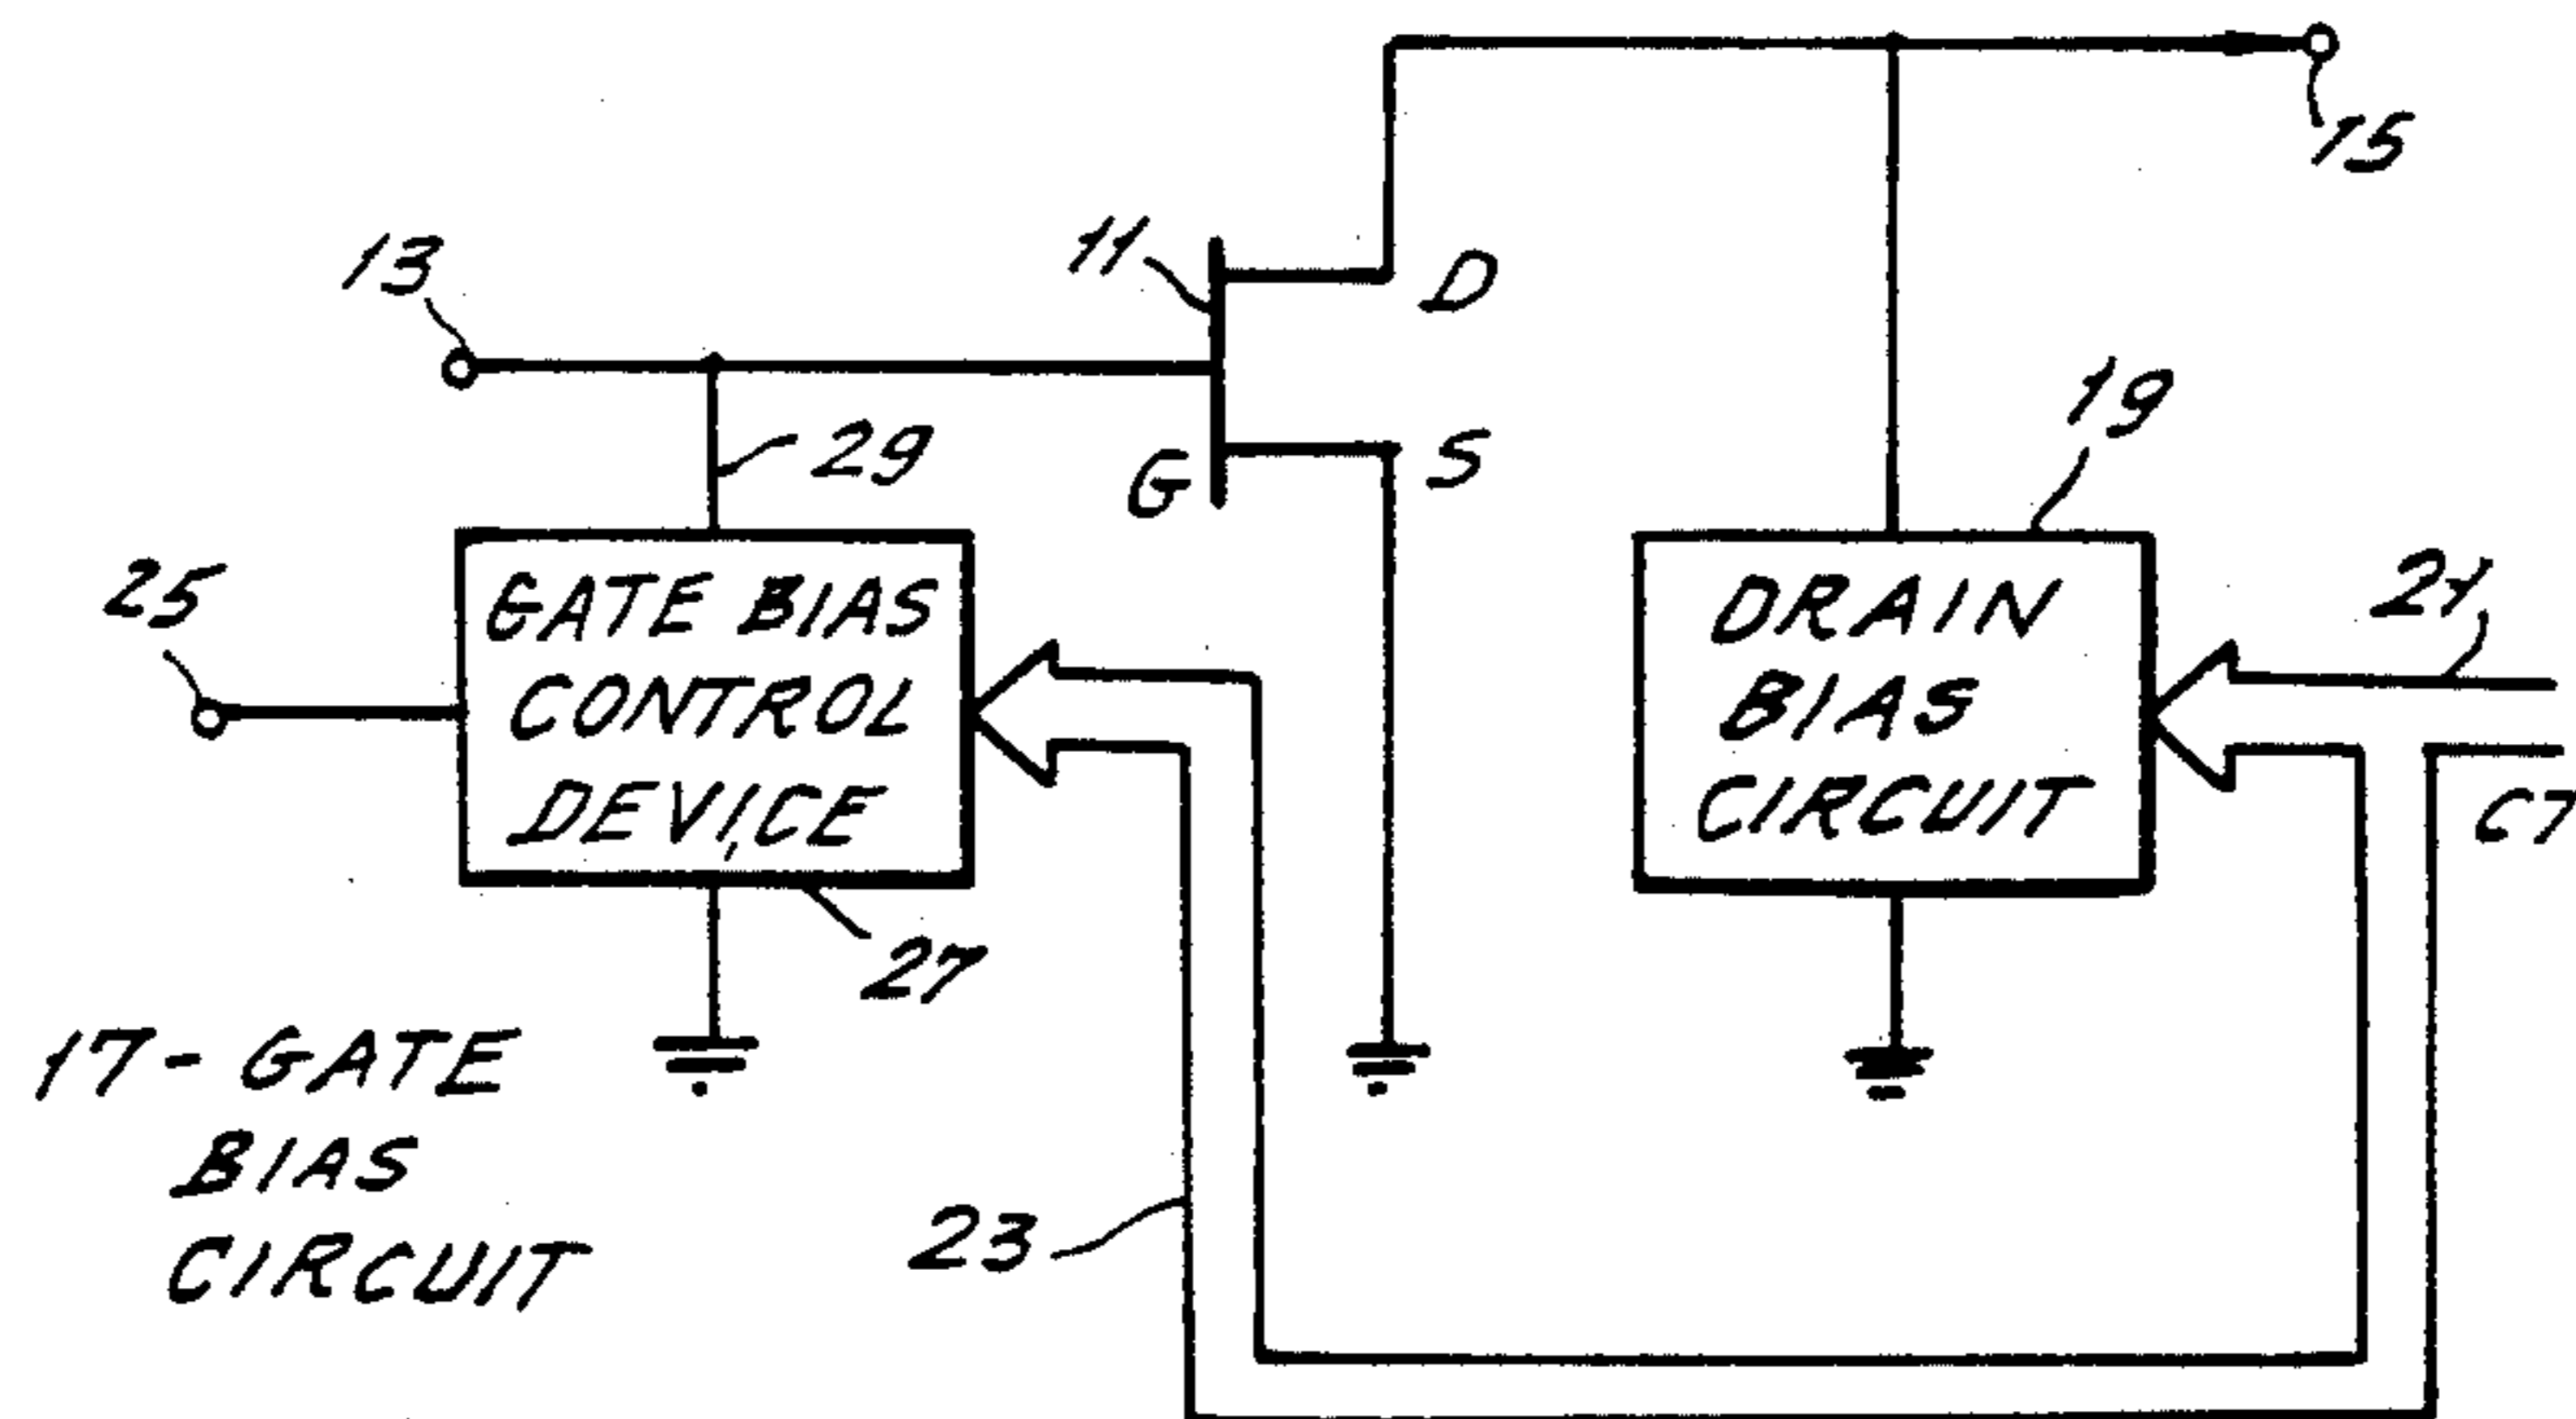 15
13
11
D
29
G
S
19
25
GATE BIAS
CONTROL
DEVICE
DRAIN
BIAS
CIRCUIT
21
CT
27
17 - GATE
BIAS
CIRCUIT
23